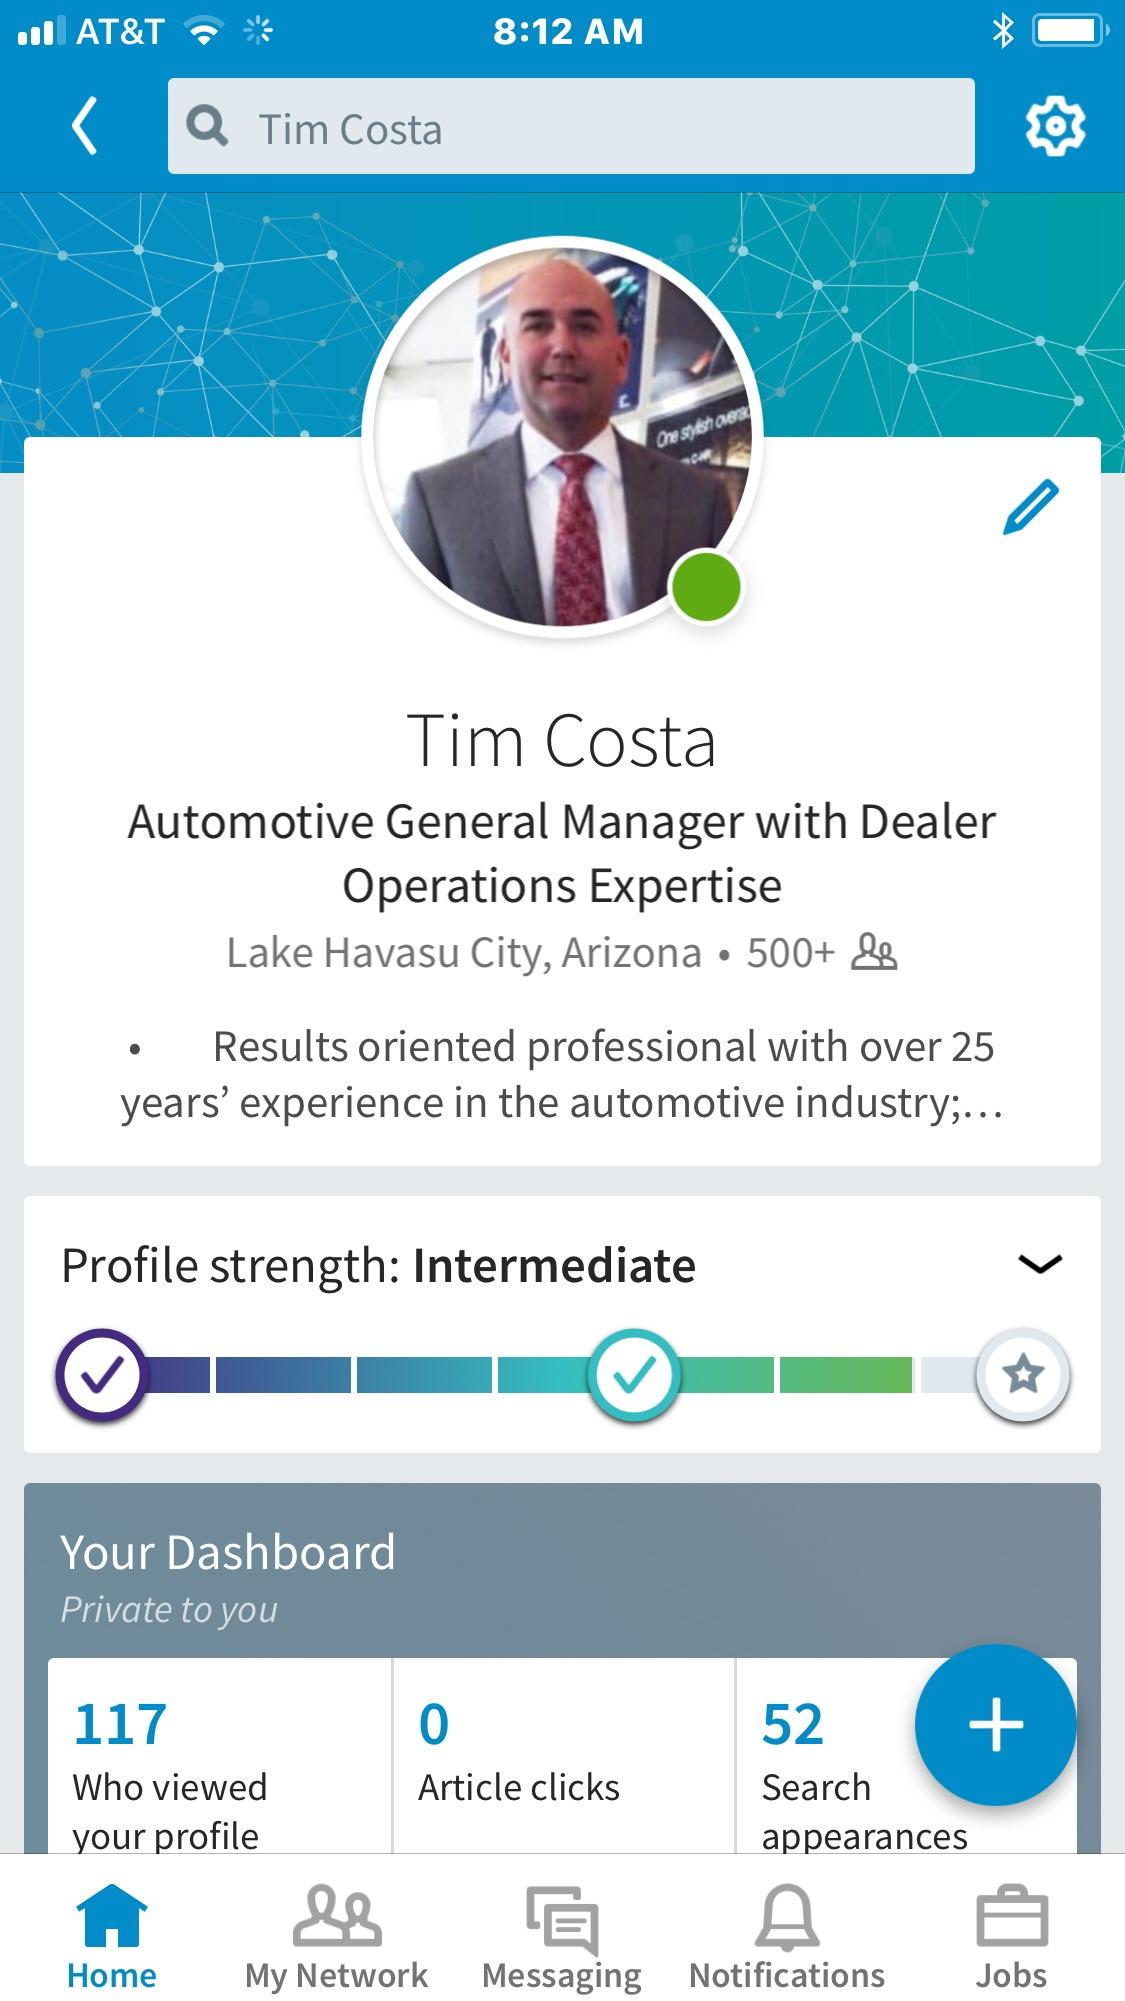 AT&T 8:12 AM
Tim Costa
One stylish
Tim Costa
Automotive General Manager with Dealer
Operations Expertise
Lake Havasu City, Arizona • 500+
• Results oriented professional with over 25
years’ experience in the automotive industry;…
Profile strength: Intermediate
Your Dashboard
Private to you
117
Who viewed
your profile
0
Article clicks
52
Search
appearances
Home
My Network
Messaging
Notifications
Jobs